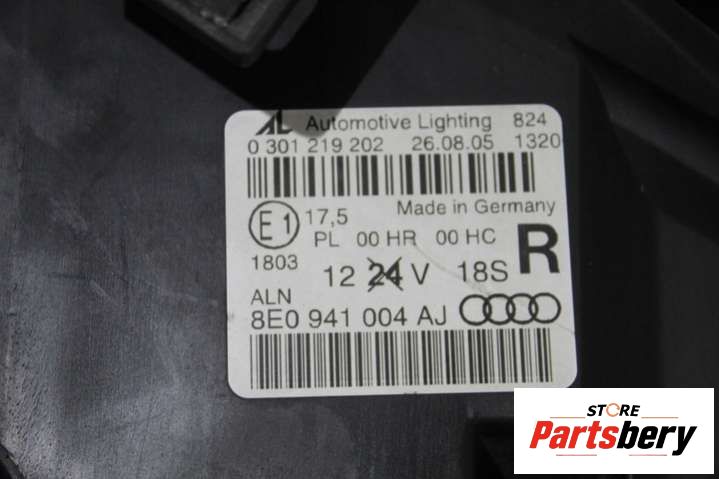 AL Automotive Lighting 824
0 301 219 202 26.08.05 1320
E1 17,5 Made in Germany
PL 00 HR 00 HC R
1803 12 24 V 18S
ALN
8E0 941 004 AJ
STORE
Partsbery